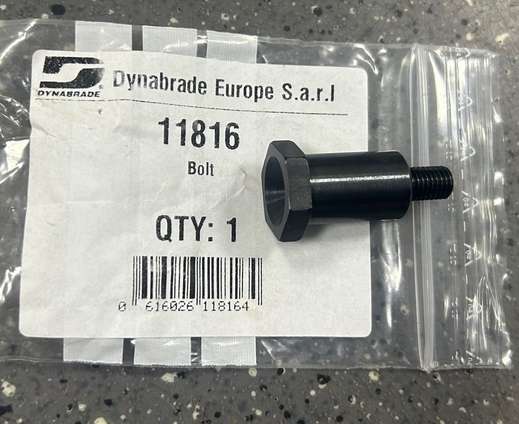 Dynabrade Europe S.a.r.l
DYNABRADE
11816
Bolt
QTY: 1
0 616026 118164